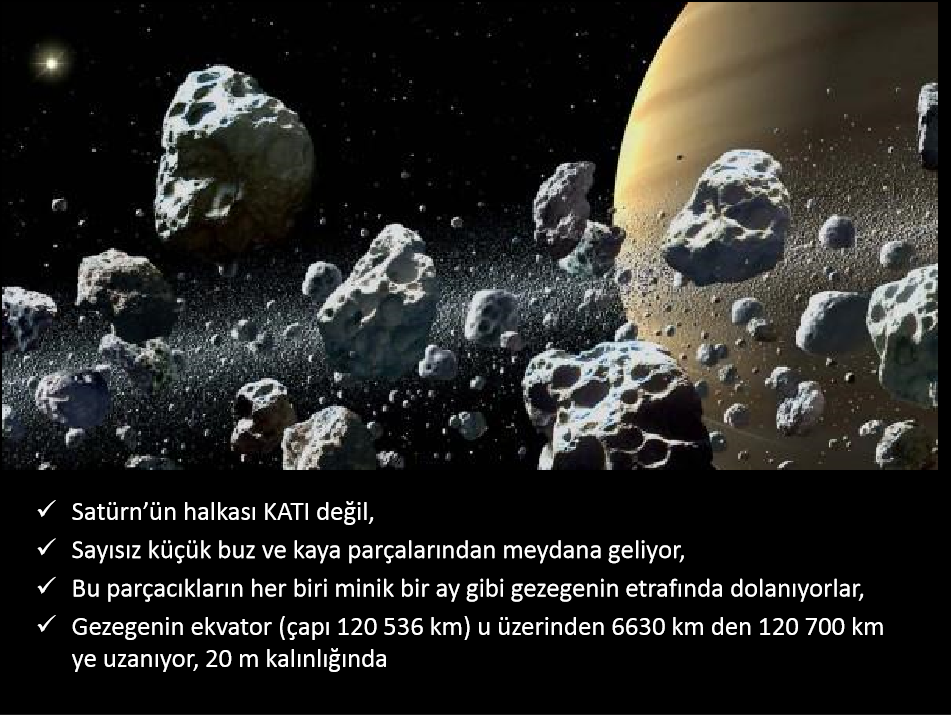 ✓ Satürn’ün halkası KATI değil,
✓ Sayısız küçük buz ve kaya parçalarından meydana geliyor,
✓ Bu parçacıkların her biri minik bir ay gibi gezegenin etrafında dolanıyorlar,
✓ Gezegenin ekvator (çapı 120 536 km) u üzerinden 6630 km den 120 700 km
ye uzanıyor, 20 m kalınlığında